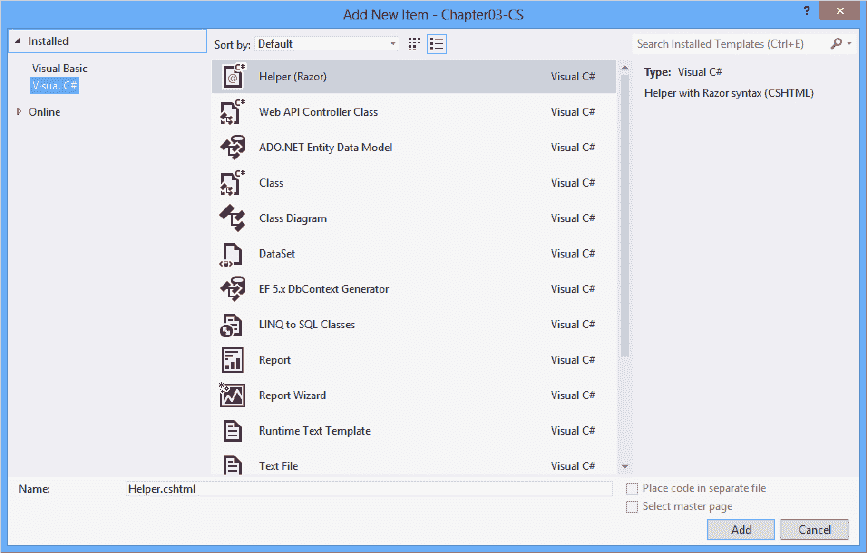 Add New Item - Chapter03-CS
?
Installed
Visual Basic
Visual C#
Online
Sort by: Default
Search Installed Templates (Ctrl+E)
Helper (Razor) Visual C#
Web API Controller Class Visual C#
ADO.NET Entity Data Model Visual C#
Class Visual C#
Class Diagram Visual C#
DataSet Visual C#
EF 5.x DbContext Generator Visual C#
LINQ to SQL Classes Visual C#
Report Visual C#
Report Wizard Visual C#
Runtime Text Template Visual C#
Text File Visual C#
Type: Visual C#
Helper with Razor syntax (CSHTML)
Name: Helper.cshtml
Place code in separate file
Select master page
Add Cancel